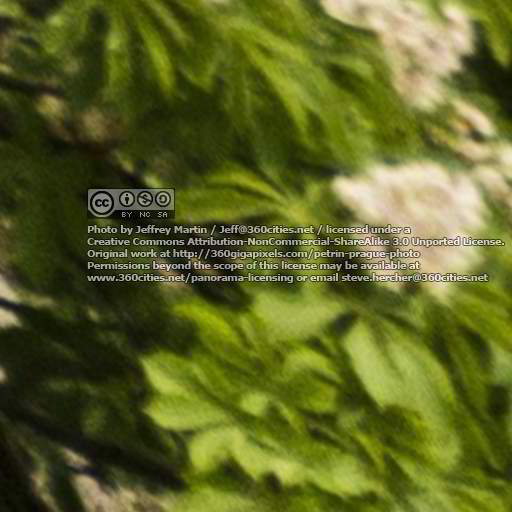 cc BY NC SA
Photo by Jeffrey Martin / Jeff@360cities.net / licensed under a
Creative Commons Attribution-NonCommercial-ShareAlike 3.0 Unported License.
Original work at http://360gigapixels.com/petrin-prague-photo
Permissions beyond the scope of this license may be available at
www.360cities.net/panorama-licensing or email steve.hercher@360cities.net